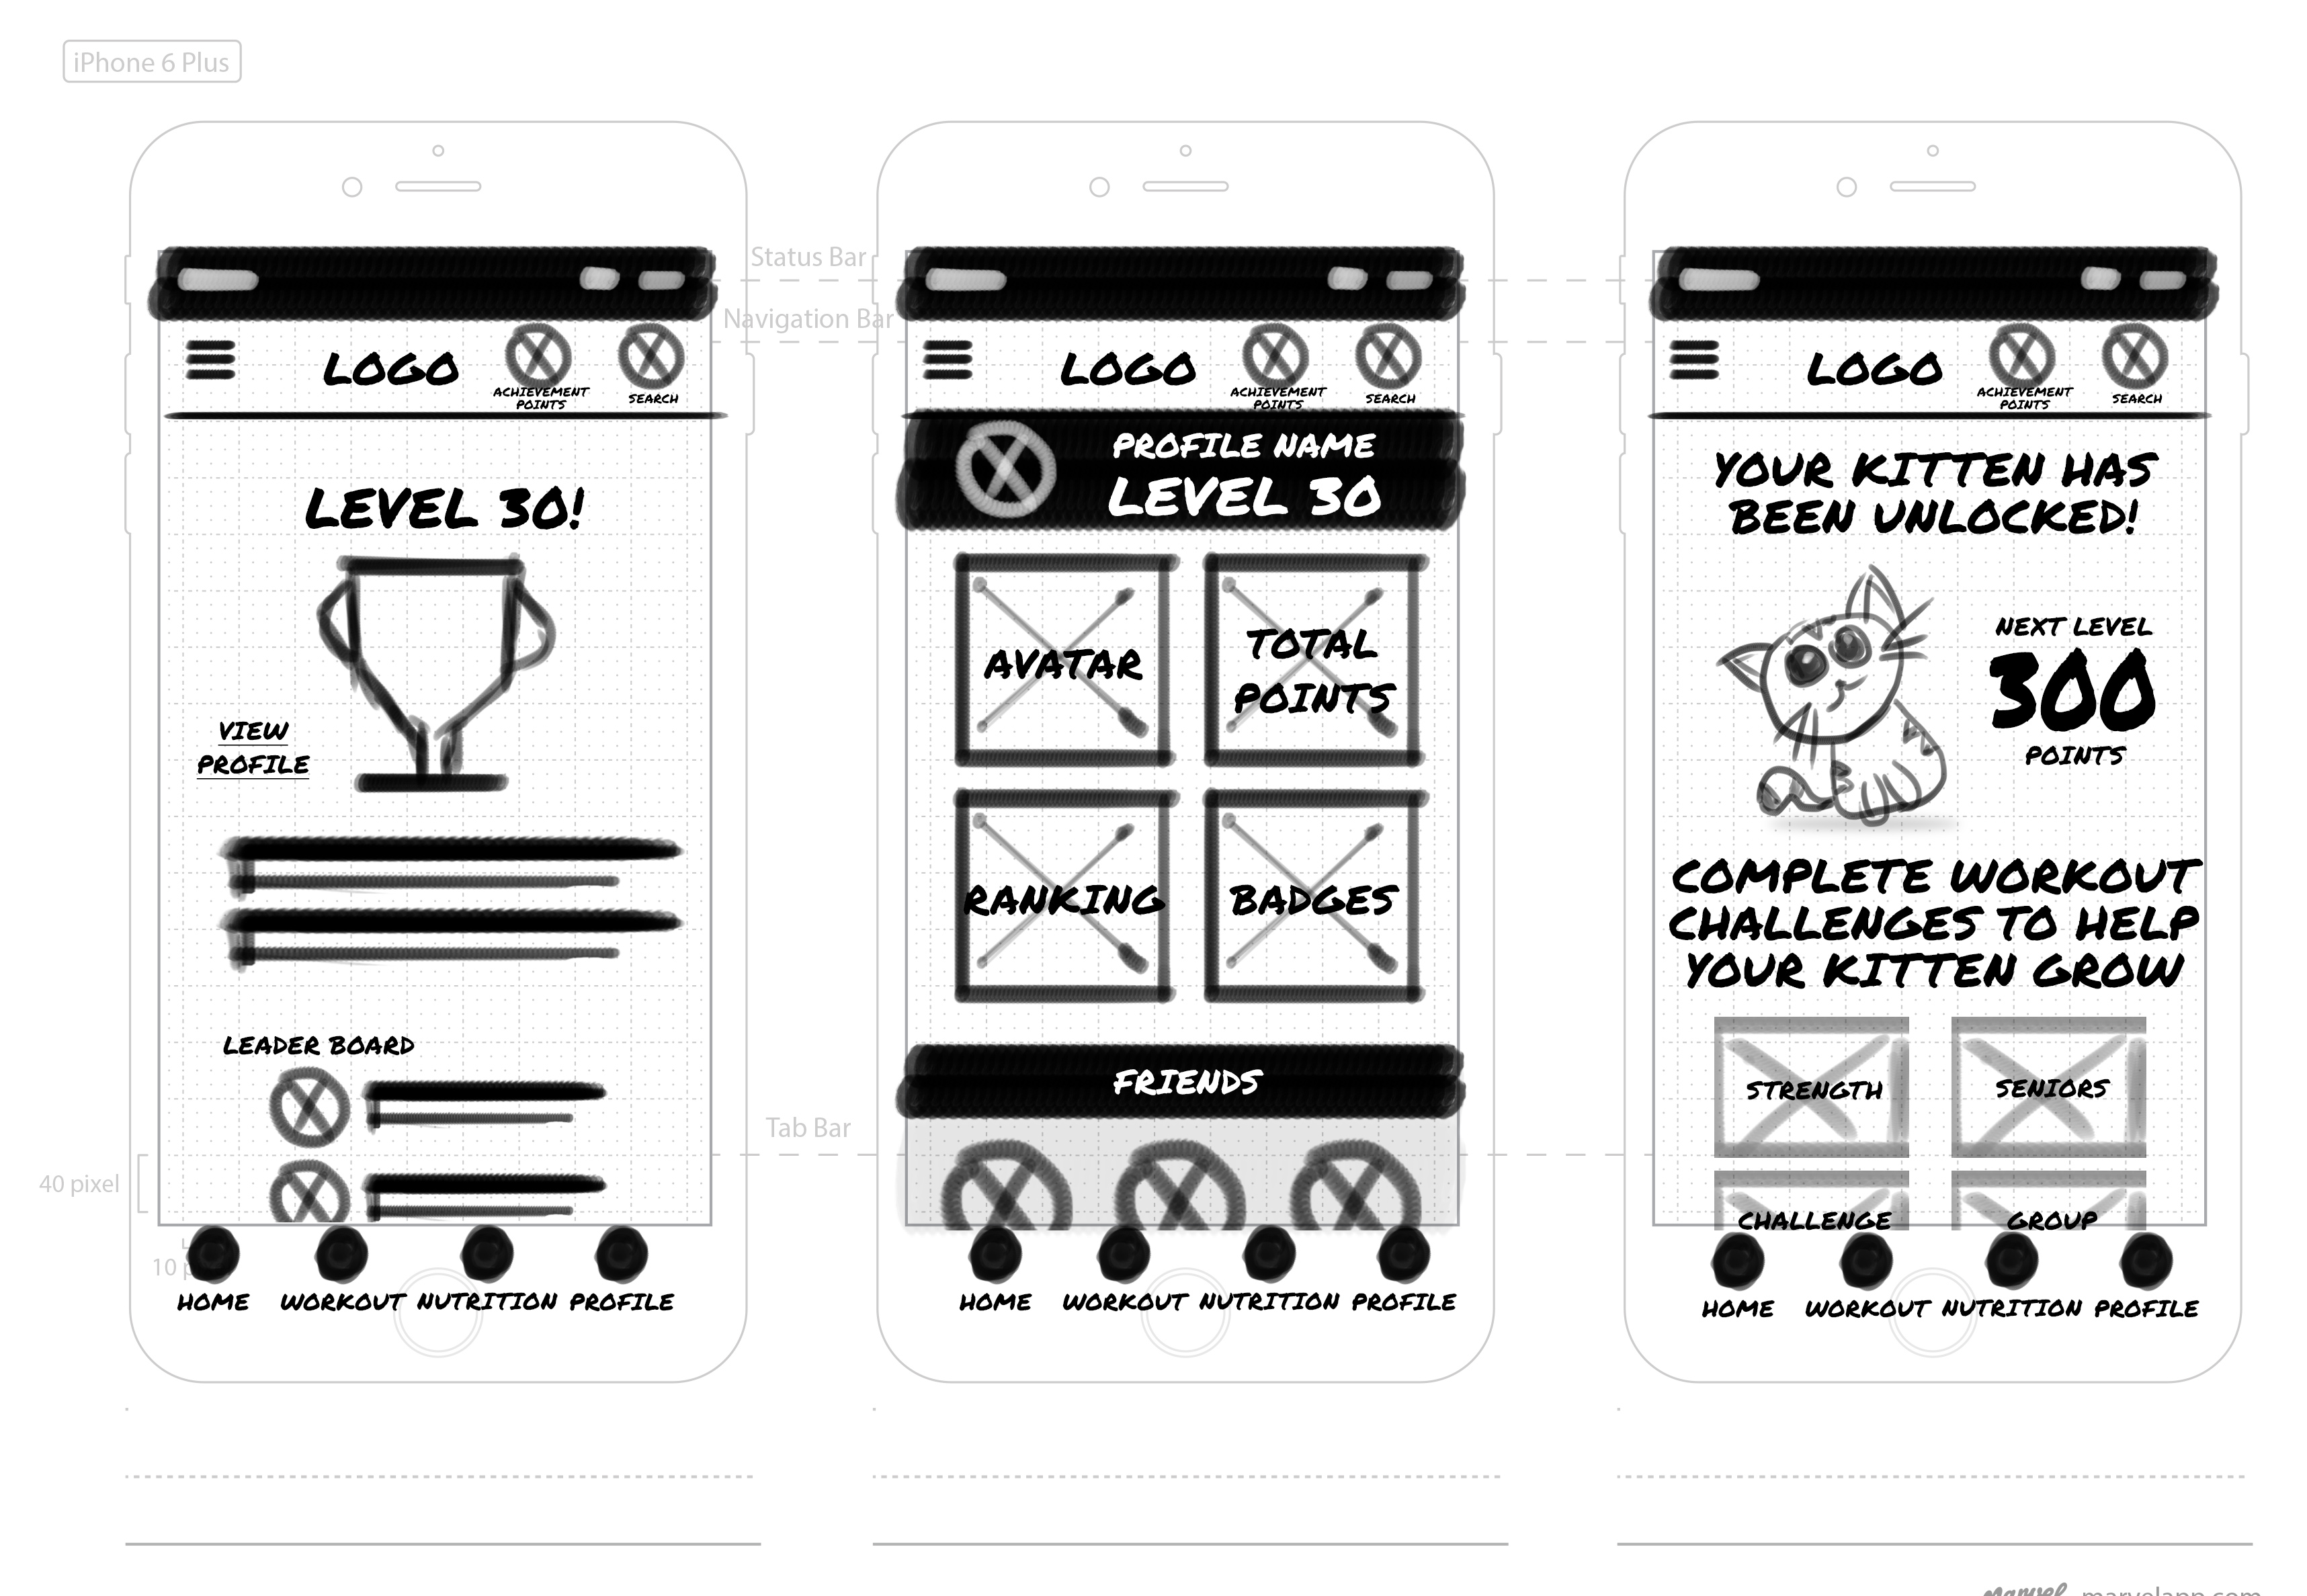 iPhone 6 Plus
Status Bar
Navigation Bar
Tab Bar
40 pixel
LOGO
ACHIEVEMENT
POINTS
SEARCH
LEVEL 30!
VIEW
PROFILE
LEADER BOARD
10
HOME WORKOUT NUTRITION PROFILE
LOGO
ACHIEVEMENT
POINTS
SEARCH
PROFILE NAME
LEVEL 30
AVATAR
TOTAL
POINTS
RANKING
BADGES
FRIENDS
HOME WORKOUT NUTRITION PROFILE
LOGO
ACHIEVEMENT
POINTS
SEARCH
YOUR KITTEN HAS
BEEN UNLOCKED!
NEXT LEVEL
300
POINTS
COMPLETE WORKOUT
CHALLENGES TO HELP
YOUR KITTEN GROW
STRENGTH
SENIORS
CHALLENGE
GROUP
HOME WORKOUT NUTRITION PROFILE
marvel marvelapp.com